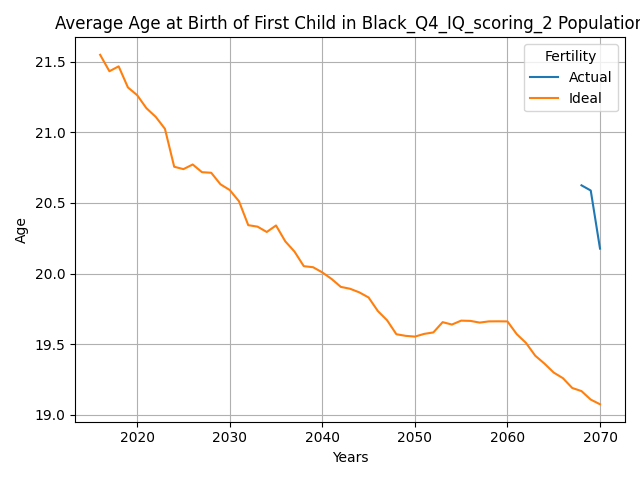 Average Age at Birth of First Child in Black_Q4_IQ_scoring_2 Population
Fertility
Actual
Ideal
21.5
21.0
20.5
20.0
19.5
19.0
Age
2020 2030 2040 2050 2060 2070
Years